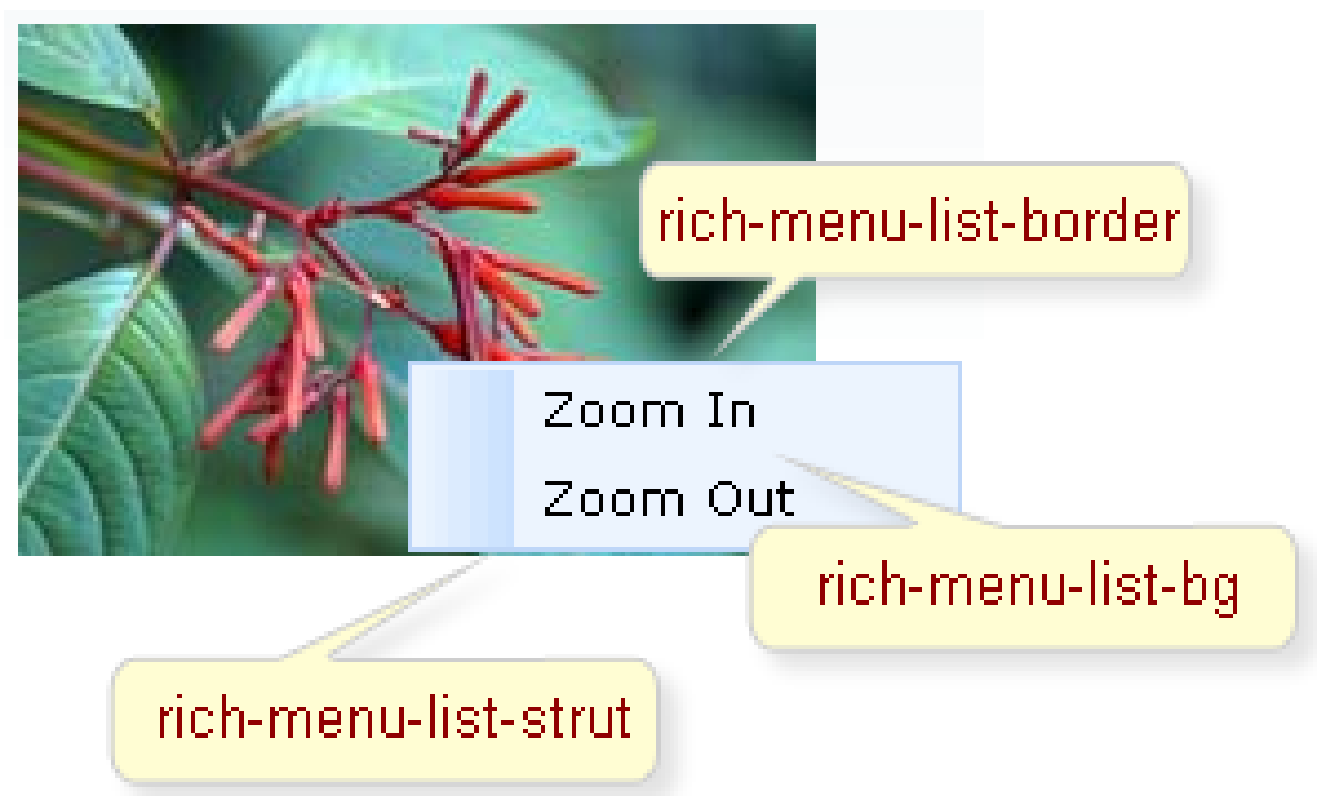 rich-menu-list-border
Zoom In
Zoom Out
rich-menu-list-bg
rich-menu-list-strut